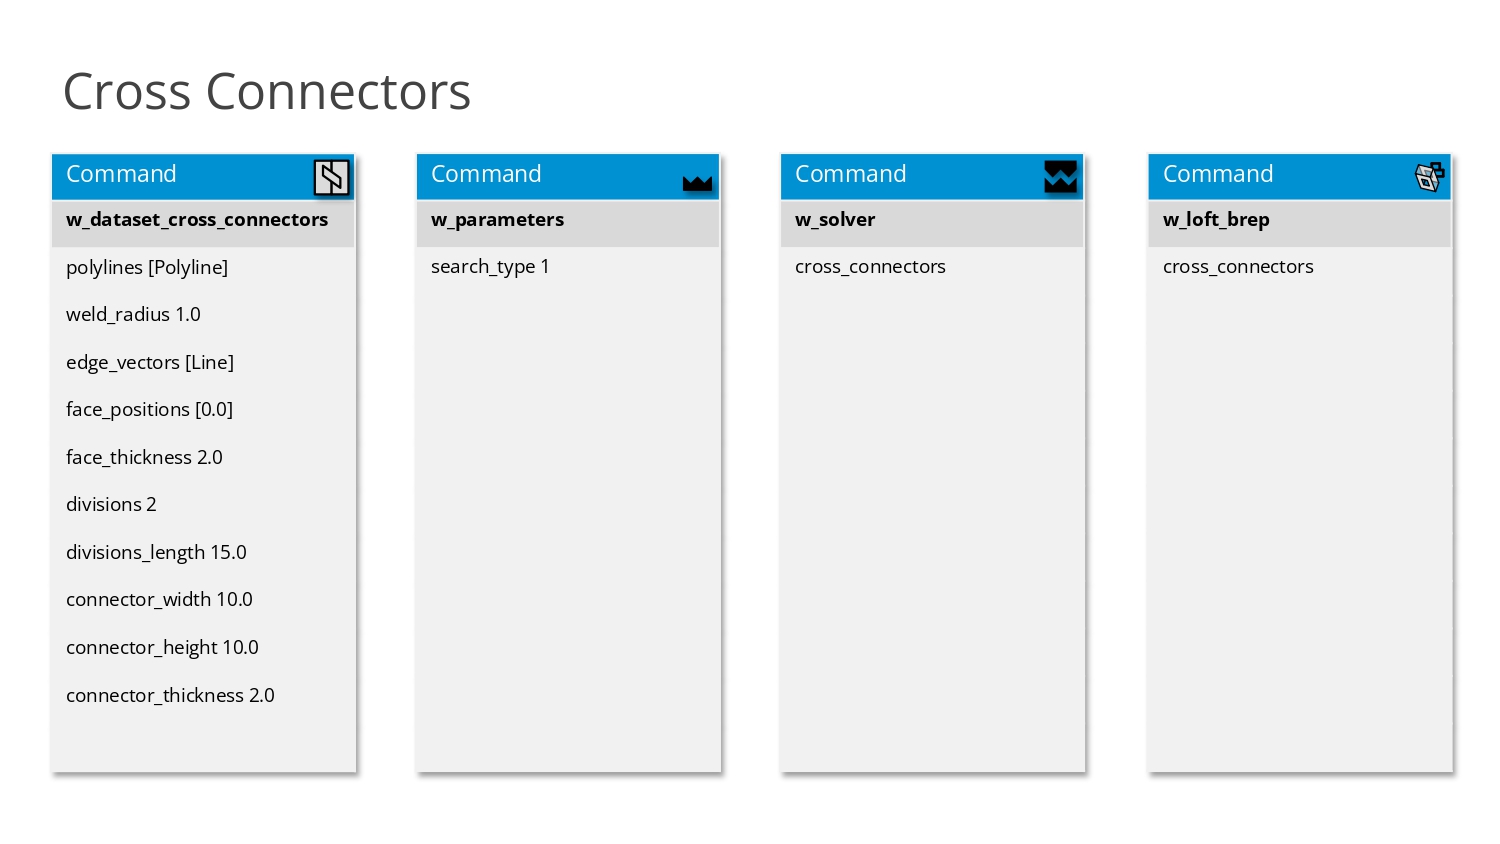 Cross Connectors
Command
w_dataset_cross_connectors
polylines [Polyline]
weld_radius 1.0
edge_vectors [Line]
face_positions [0.0]
face_thickness 2.0
divisions 2
divisions_length 15.0
connector_width 10.0
connector_height 10.0
connector_thickness 2.0
Command
w_parameters
search_type 1
Command
w_solver
cross_connectors
Command
w_loft_brep
cross_connectors